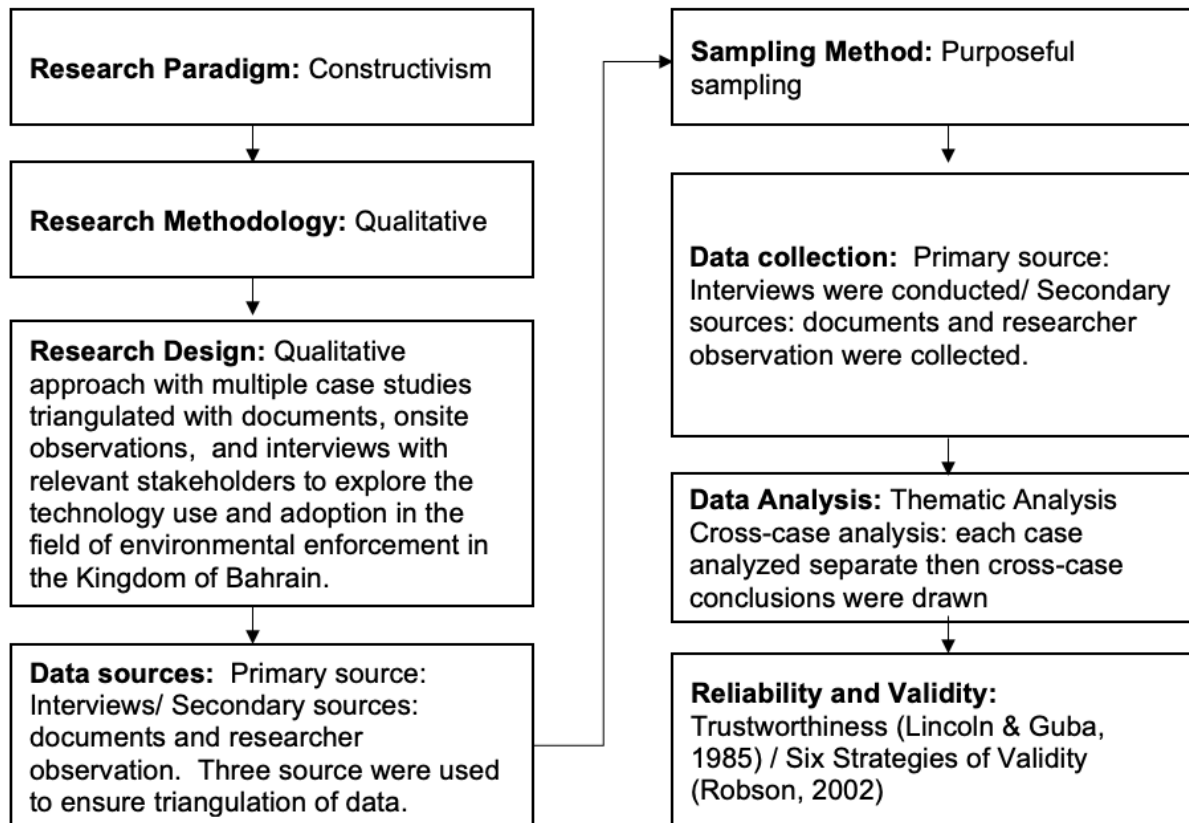 Research Paradigm: Constructivism
Research Methodology: Qualitative
Research Design: Qualitative
approach with multiple case studies
triangulated with documents, onsite
observations,  and interviews with
relevant stakeholders to explore the
technology use and adoption in the
field of environmental enforcement in
the Kingdom of Bahrain.
Data sources:  Primary source:
Interviews/ Secondary sources:
documents and researcher
observation.  Three source were used
to ensure triangulation of data.
Sampling Method: Purposeful
sampling
Data collection:  Primary source:
Interviews were conducted/ Secondary
sources: documents and researcher
observation were collected.
Data Analysis: Thematic Analysis
Cross-case analysis: each case
analyzed separate then cross-case
conclusions were drawn
Reliability and Validity:
Trustworthiness (Lincoln & Guba,
1985) / Six Strategies of Validity
(Robson, 2002)